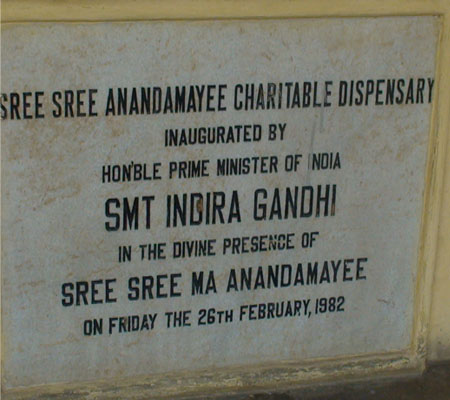 SREE SREE ANANDAMAYEE CHARITABLE DISPENSARY
INAUGURATED BY
HON'BLE PRIME MINISTER OF INDIA
SMT INDIRA GANDHI
IN THE DIVINE PRESENCE OF
SREE SREE MA ANANDAMAYEE
ON FRIDAY THE 26TH FEBRUARY, 1982